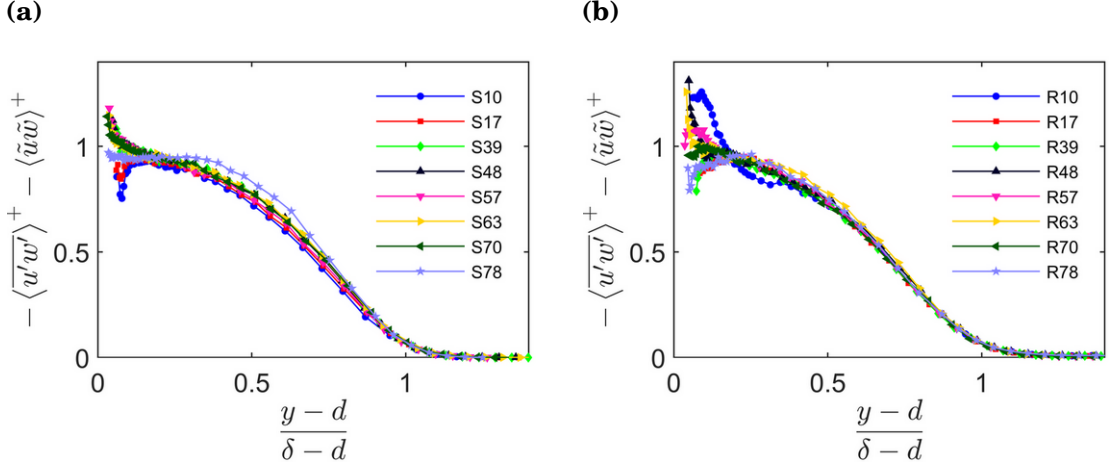 (a)
(b)
−⟨u′w′⟩⁺ − ⟨ũw̃⟩⁺
1
0.5
0
S10
S17
S39
S48
S57
S63
S70
S78
0 0.5 1
y − d
δ − d
−⟨u′w′⟩⁺ − ⟨ũw̃⟩⁺
1
0.5
0
R10
R17
R39
R48
R57
R63
R70
R78
0 0.5 1
y − d
δ − d